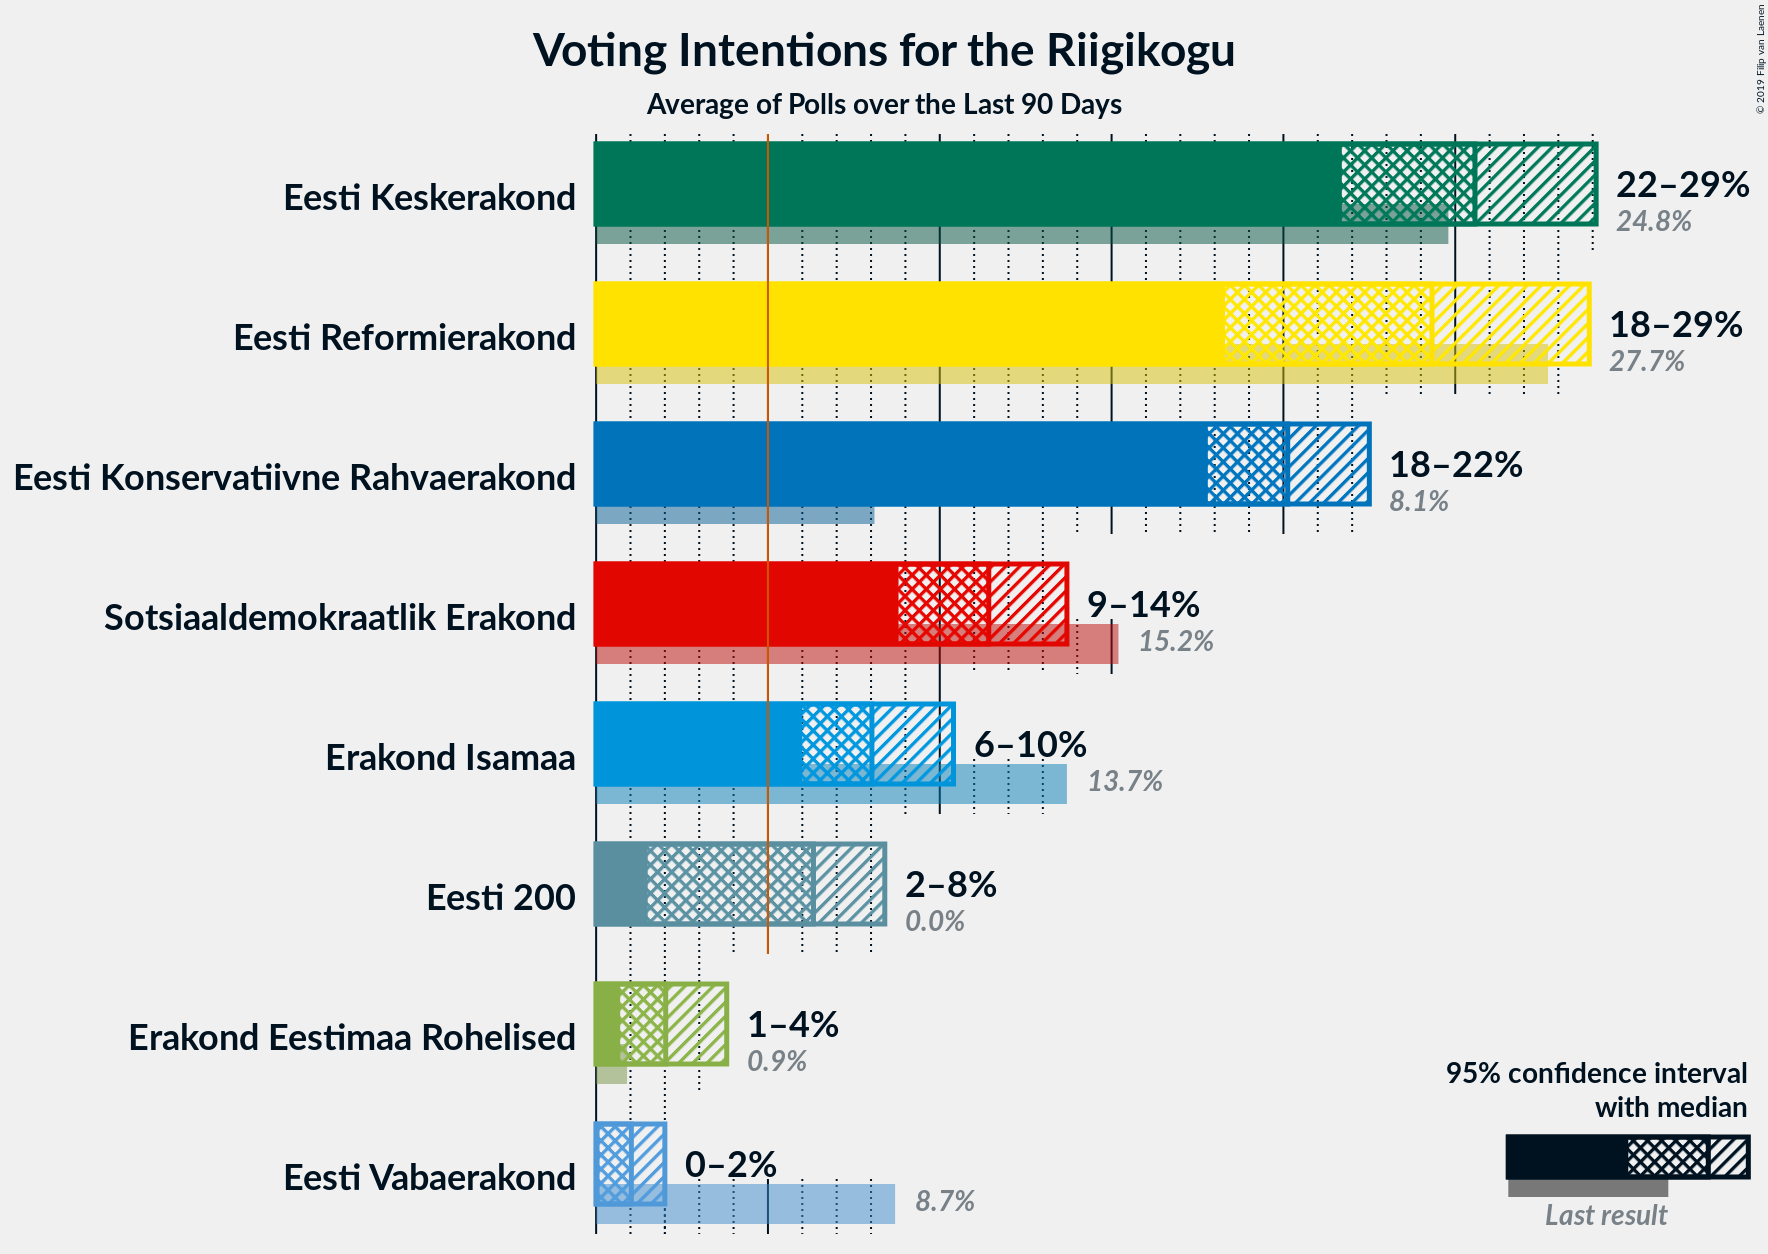 Voting Intentions for the Riigikogu
Average of Polls over the Last 90 Days
© 2019 Filip van Laenen
Eesti Keskerakond
22–29%
24.8%
Eesti Reformierakond
18–29%
27.7%
Eesti Konservatiivne Rahvaerakond
18–22%
8.1%
Sotsiaaldemokraatlik Erakond
9–14%
15.2%
Erakond Isamaa
6–10%
13.7%
Eesti 200
2–8%
0.0%
Erakond Eestimaa Rohelised
1–4%
0.9%
Eesti Vabaerakond
0–2%
8.7%
95% confidence interval
with median
Last result